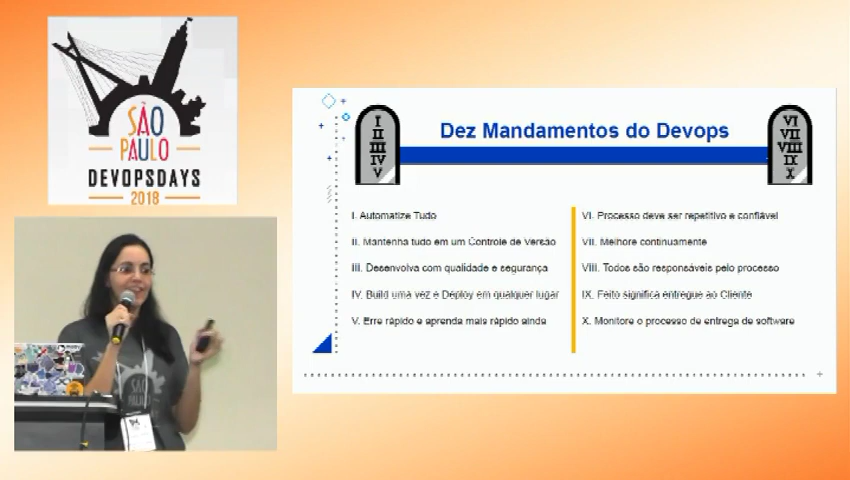 SÃO
PAULO
DEVOPSDAYS
2018
Dez Mandamentos do Devops
I
II
III
IV
V
VI
VII
VIII
IX
X
I. Automatize Tudo
II. Mantenha tudo em um Controle de Versão
III. Desenvolva com qualidade e segurança
IV. Build uma vez e Deploy em qualquer lugar
V. Erre rápido e aprenda mais rápido ainda
VI. Processo deve ser repetitivo e confiável
VII. Melhore continuamente
VIII. Todos são responsáveis pelo processo
IX. Feito significa entregue ao Cliente
X. Monitore o processo de entrega de software
SÃO
PAULO